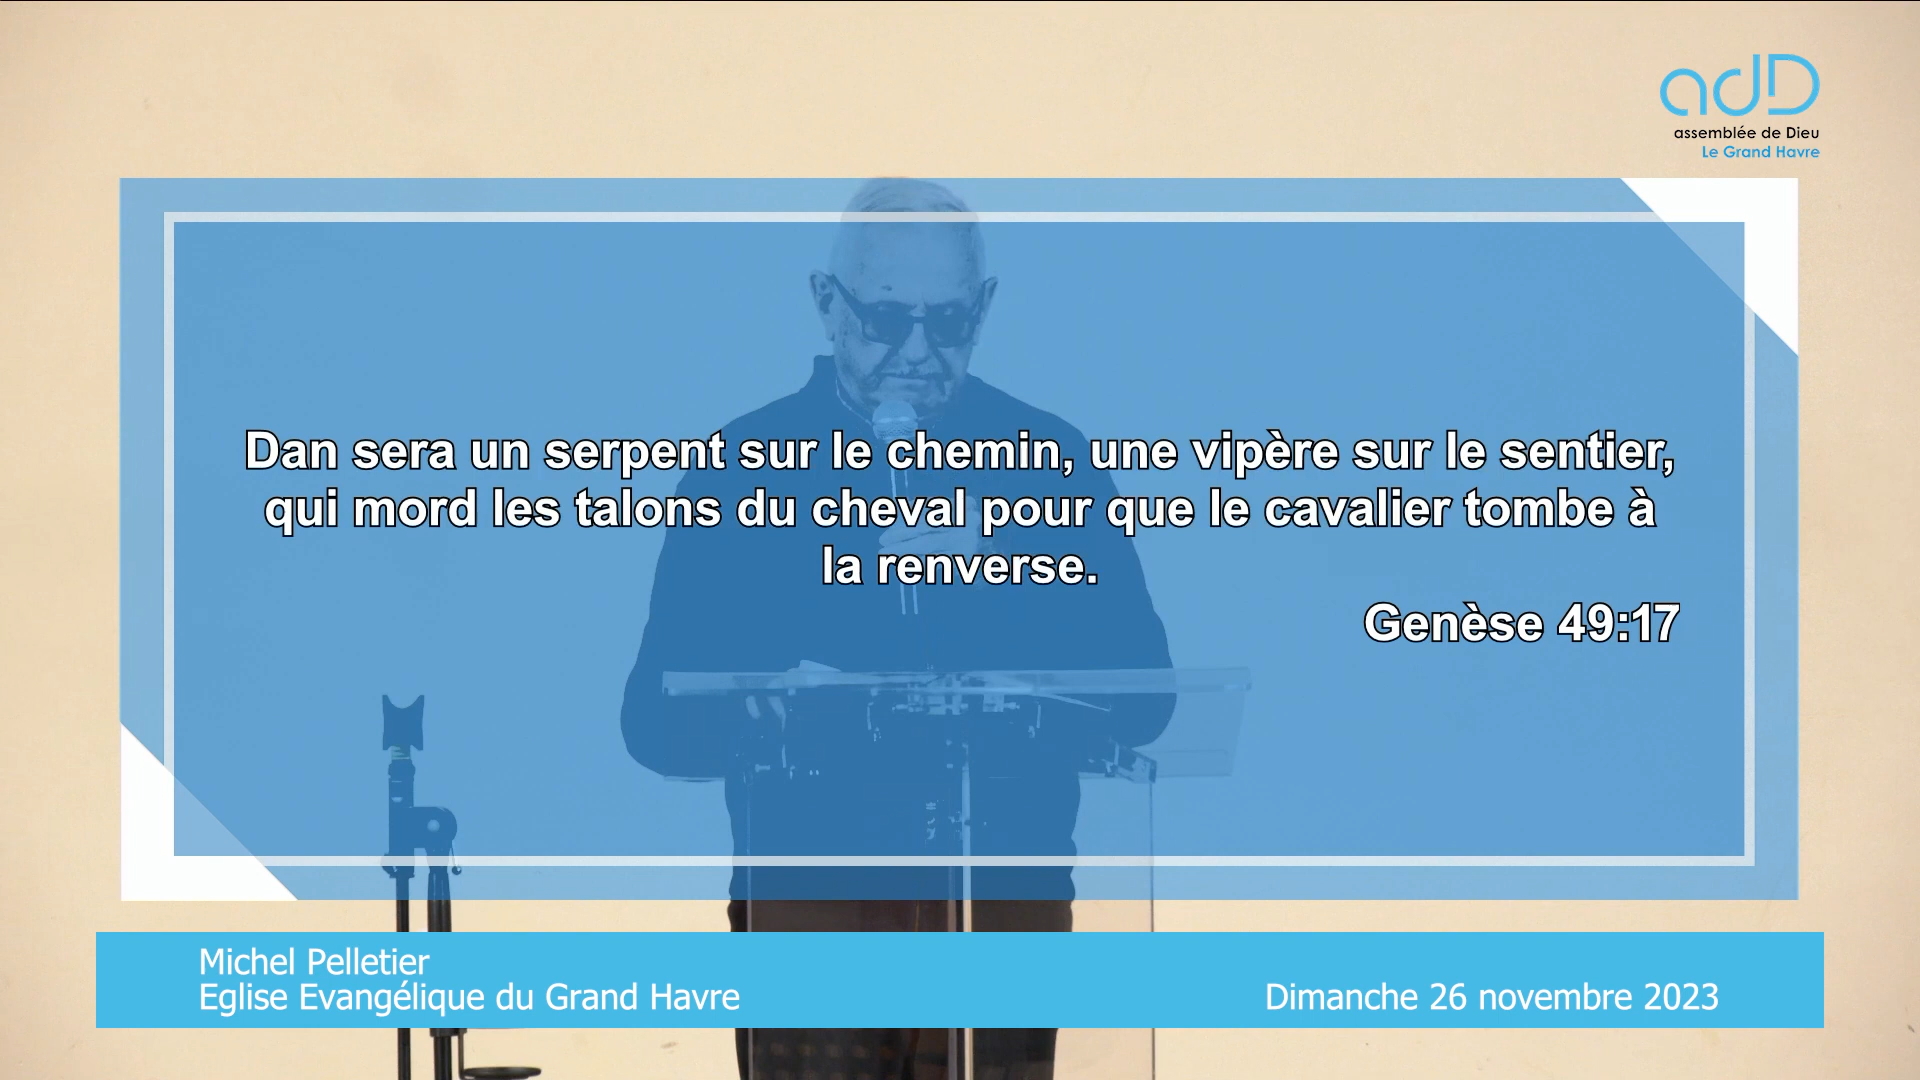 adD
assemblée de Dieu
Le Grand Havre
Dan sera un serpent sur le chemin, une vipère sur le sentier,
qui mord les talons du cheval pour que le cavalier tombe à
la renverse.
Genèse 49:17
Michel Pelletier
Eglise Evangélique du Grand Havre
Dimanche 26 novembre 2023